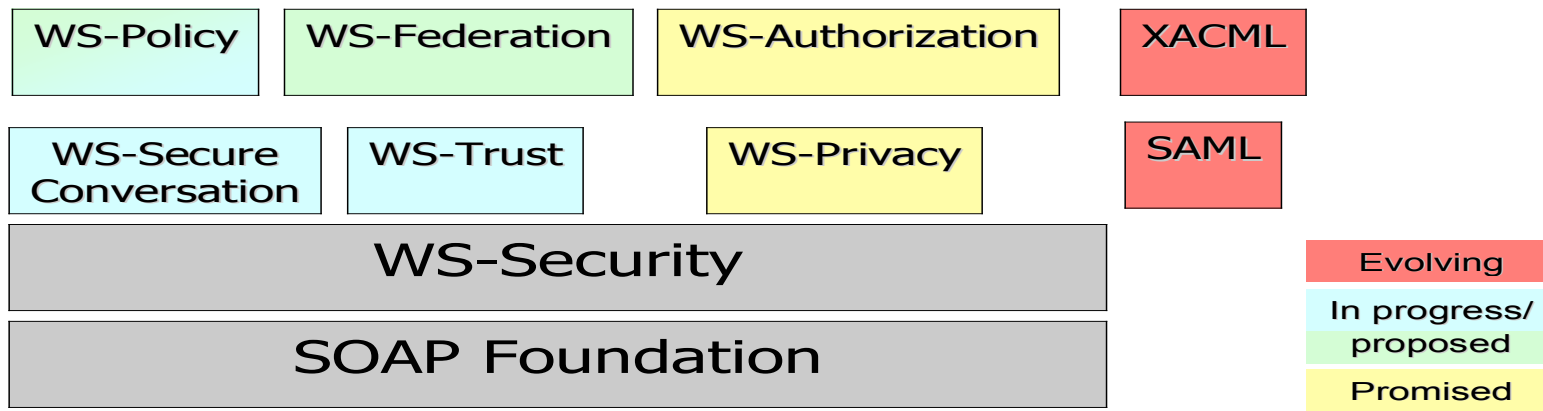 WS-Policy
WS-Federation
WS-Authorization
XACML
WS-Secure
Conversation
WS-Trust
WS-Privacy
SAML
WS-Security
SOAP Foundation
Evolving
In progress/
proposed
Promised